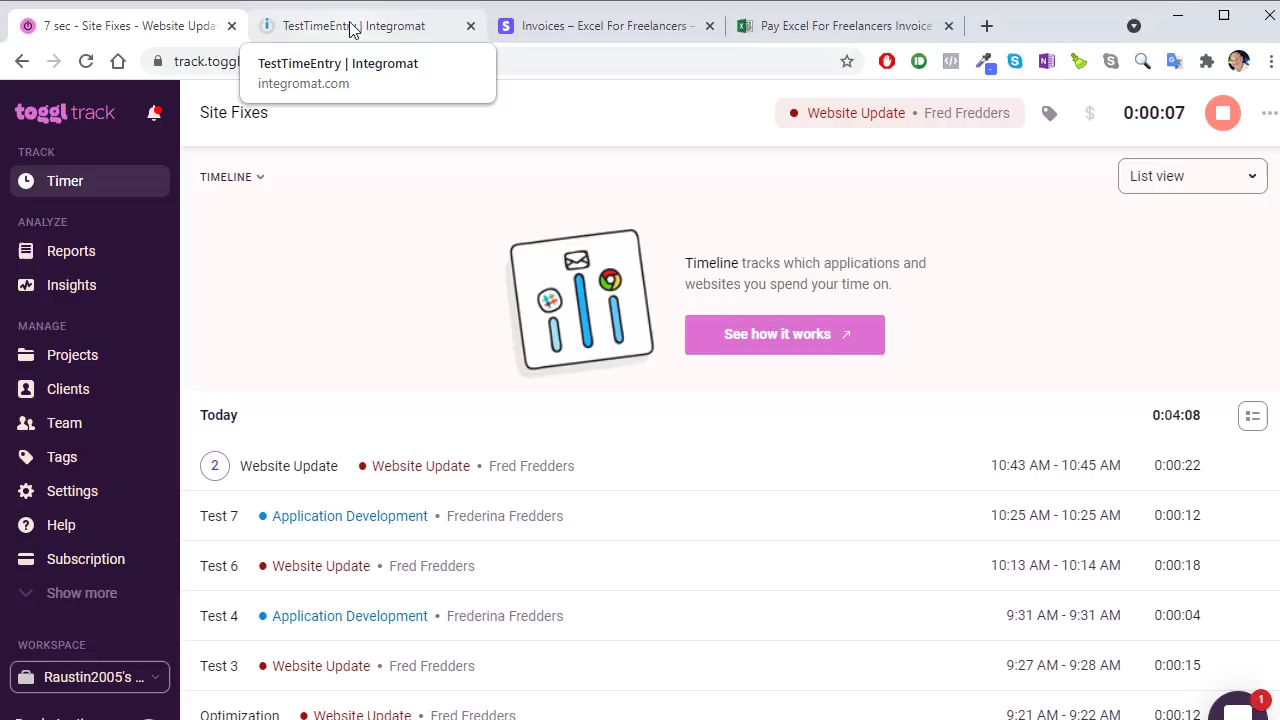 7 sec - Site Fixes - Website Upda
TestTimeEntry | Integromat
Invoices – Excel For Freelancers –
Pay Excel For Freelancers Invoice
track.toggl
TestTimeEntry | Integromat
integromat.com
toggl track
Site Fixes
Website Update • Fred Fredders
$
0:00:07
TRACK
Timer
TIMELINE
List view
ANALYZE
Reports
Insights
Timeline tracks which applications and
websites you spend your time on.
See how it works
MANAGE
Projects
Clients
Team
Tags
Settings
Help
Subscription
Show more
WORKSPACE
Raustin2005's ...
Today
0:04:08
2 Website Update • Website Update • Fred Fredders 10:43 AM - 10:45 AM 0:00:22
Test 7 • Application Development • Frederina Fredders 10:25 AM - 10:25 AM 0:00:12
Test 6 • Website Update • Fred Fredders 10:13 AM - 10:14 AM 0:00:18
Test 4 • Application Development • Frederina Fredders 9:31 AM - 9:31 AM 0:00:04
Test 3 • Website Update • Fred Fredders 9:27 AM - 9:28 AM 0:00:15
Optimization • Website Update • Fred Fredders 9:21 AM - 9:22 AM 0:00:12
1